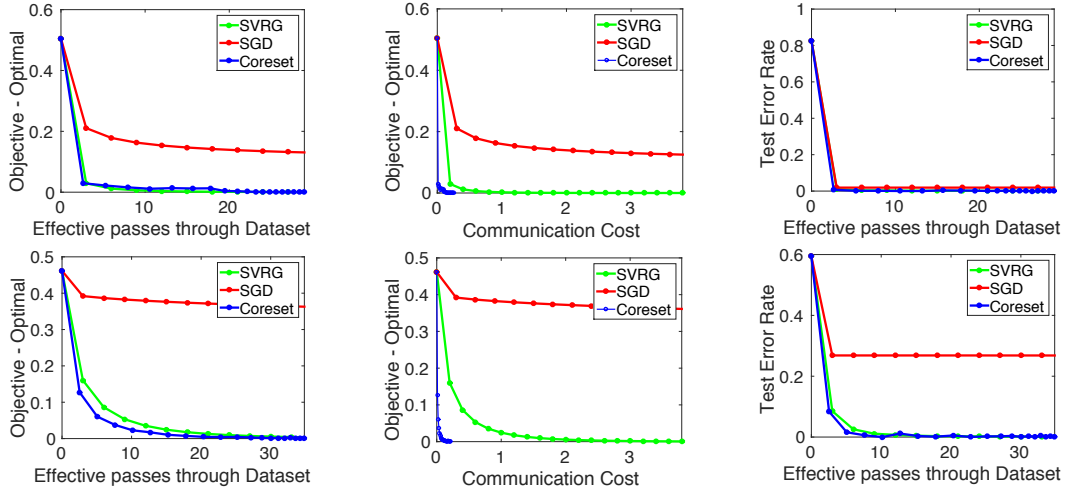 Objective - Optimal
0.6
0.4
0.2
0
0 10 20
Effective passes through Dataset
SVRG
SGD
Coreset
Objective - Optimal
0.6
0.4
0.2
0
0 1 2 3
Communication Cost
SVRG
SGD
Coreset
Test Error Rate
1
0.8
0.6
0.4
0.2
0
0 10 20
Effective passes through Dataset
SVRG
SGD
Coreset
Objective - Optimal
0.5
0.4
0.3
0.2
0.1
0
0 10 20 30
Effective passes through Dataset
SVRG
SGD
Coreset
Objective - Optimal
0.5
0.4
0.3
0.2
0.1
0
0 1 2 3
Communication Cost
SVRG
SGD
Coreset
Test Error Rate
0.6
0.4
0.2
0
0 10 20 30
Effective passes through Dataset
SVRG
SGD
Coreset